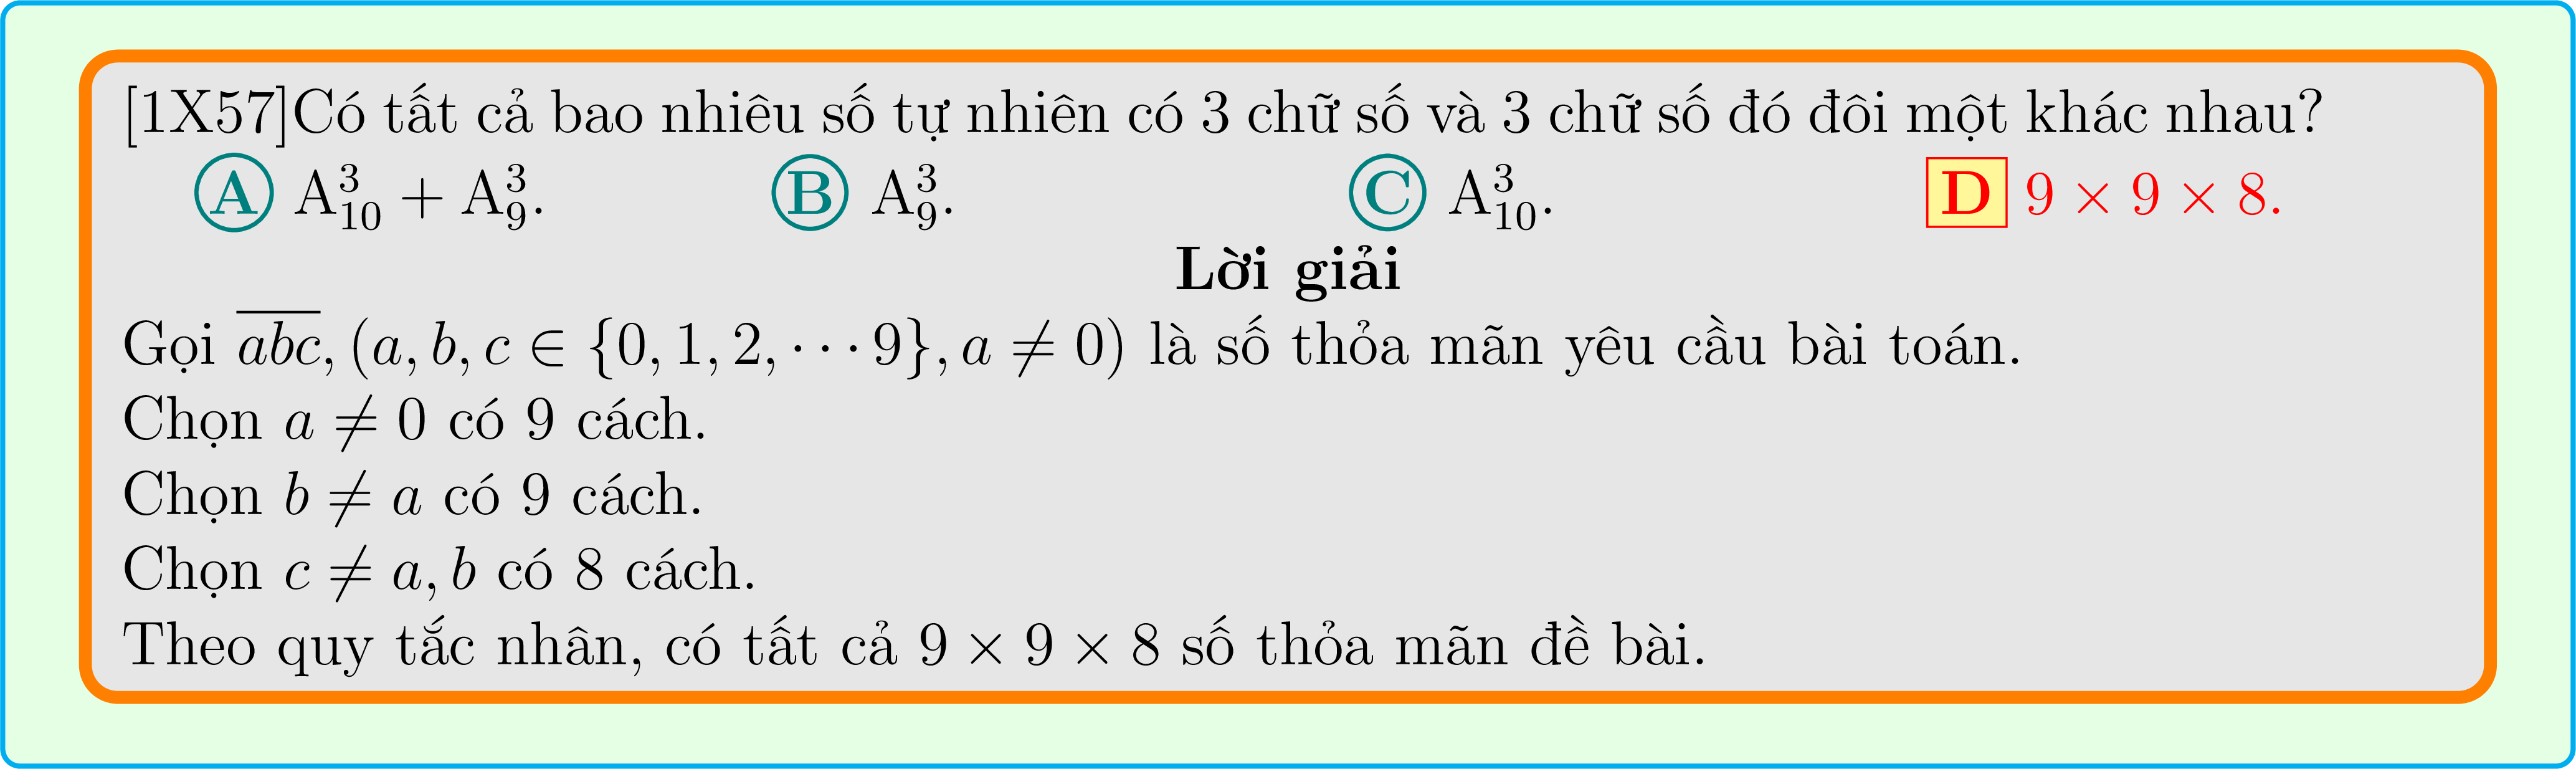 [1X57]Có tất cả bao nhiêu số tự nhiên có 3 chữ số và 3 chữ số đó đôi một khác nhau?
A $A_{10}^{3} + A_{9}^{3}$. B $A_{9}^{3}$. C $A_{10}^{3}$. D $9 \times 9 \times 8$.
Lời giải
Gọi $\overline{abc}, (a, b, c \in \{0, 1, 2, \cdots 9\}, a \neq 0)$ là số thỏa mãn yêu cầu bài toán.
Chọn $a \neq 0$ có 9 cách.
Chọn $b \neq a$ có 9 cách.
Chọn $c \neq a, b$ có 8 cách.
Theo quy tắc nhân, có tất cả $9 \times 9 \times 8$ số thỏa mãn đề bài.